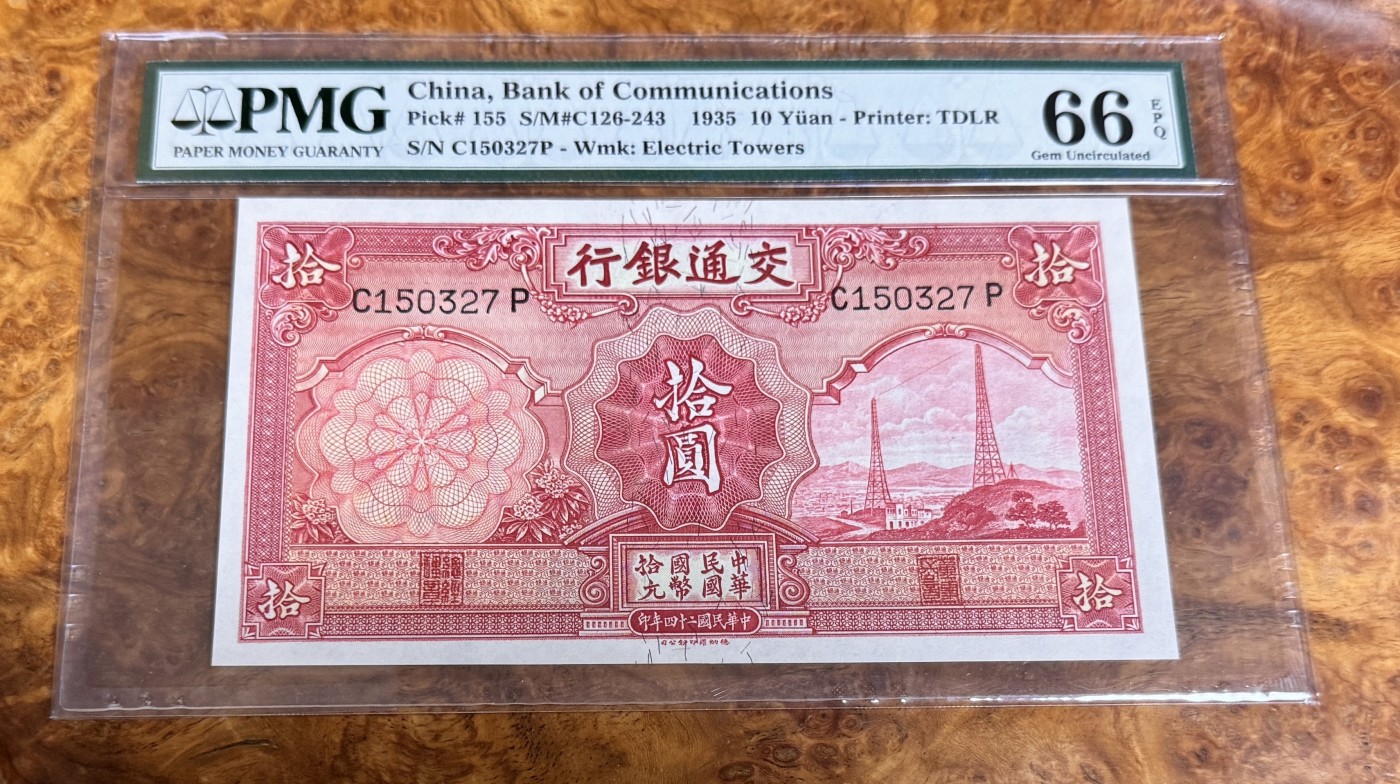 PMG
PAPER MONEY GUARANTY
China, Bank of Communications
Pick# 155 S/M#C126-243 1935 10 Yüan - Printer: TDLR
S/N C150327P - Wmk: Electric Towers
66
EPQ
Gem Uncirculated
拾
行銀通交
拾
C150327 P
C150327 P
拾圓
中華
民國
國幣
拾元
拾
拾
印年四十二國民華中